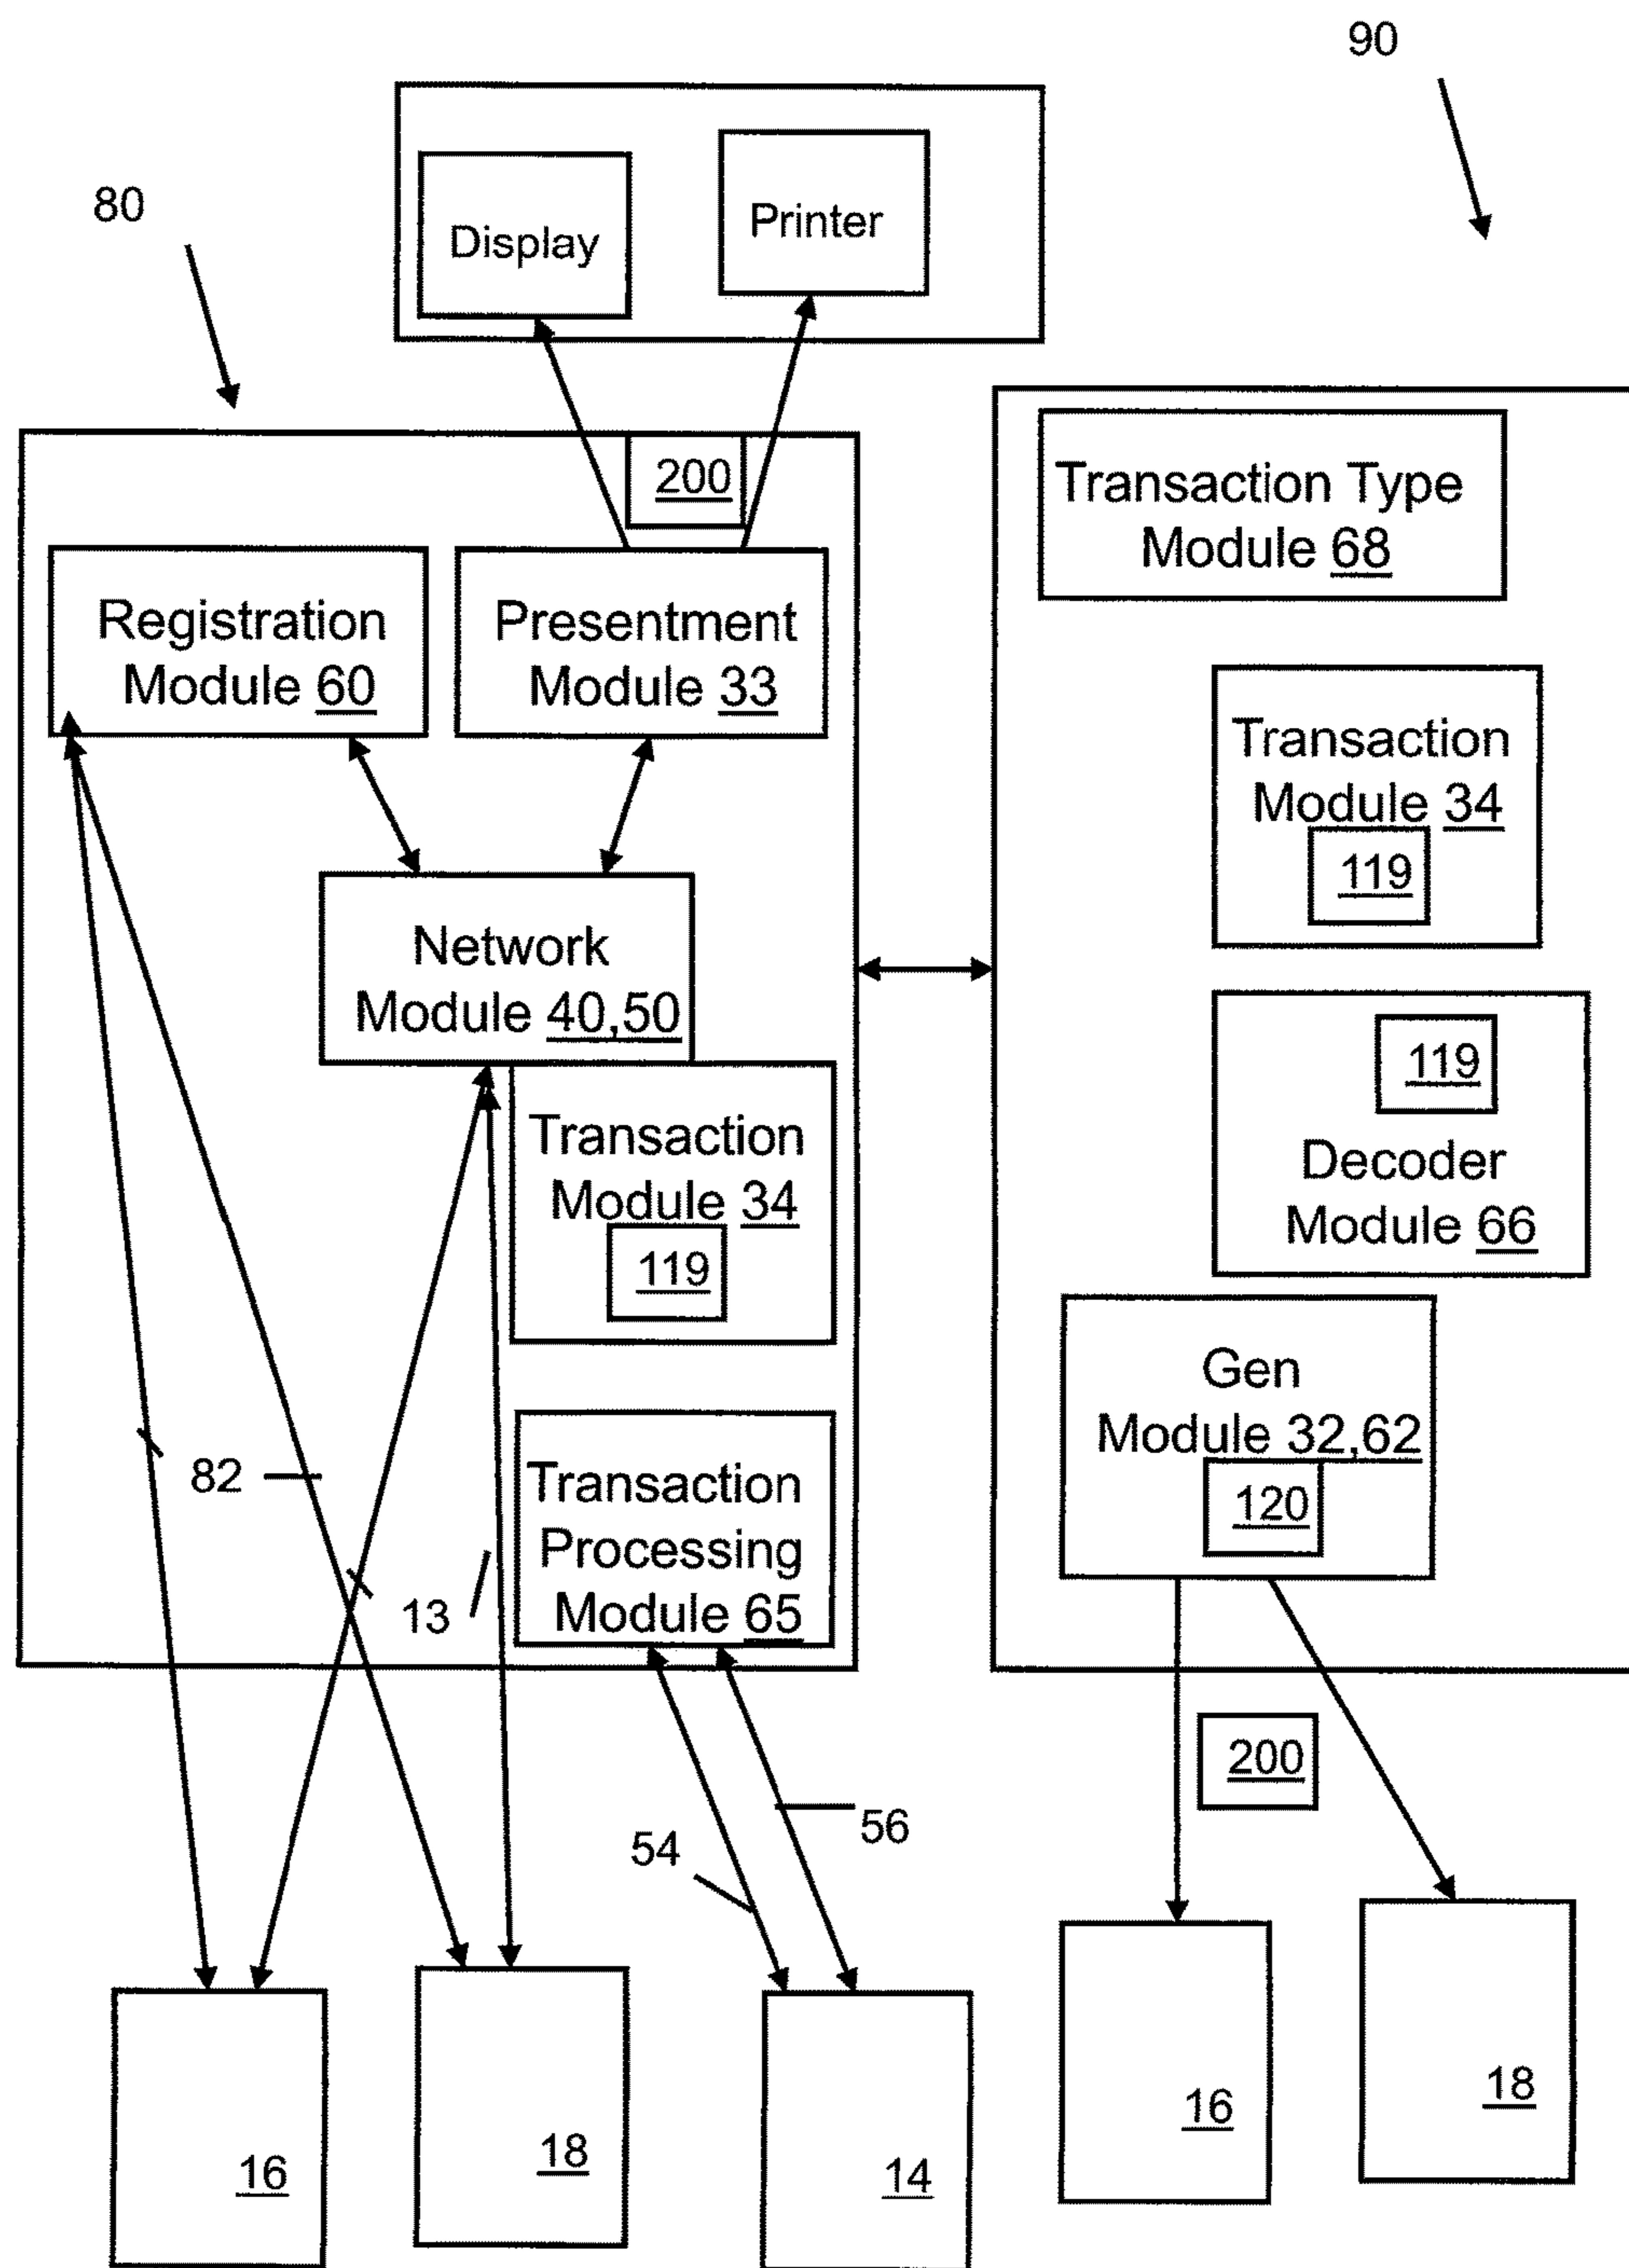 90
80
Display
Printer
200
Registration
Module 60
Presentment
Module 33
Network
Module 40,50
Transaction
Module 34
119
Transaction
Processing
Module 65
82
13
54
56
16
18
14
Transaction Type
Module 68
Transaction
Module 34
119
119
Decoder
Module 66
Gen
Module 32,62
120
200
16
18